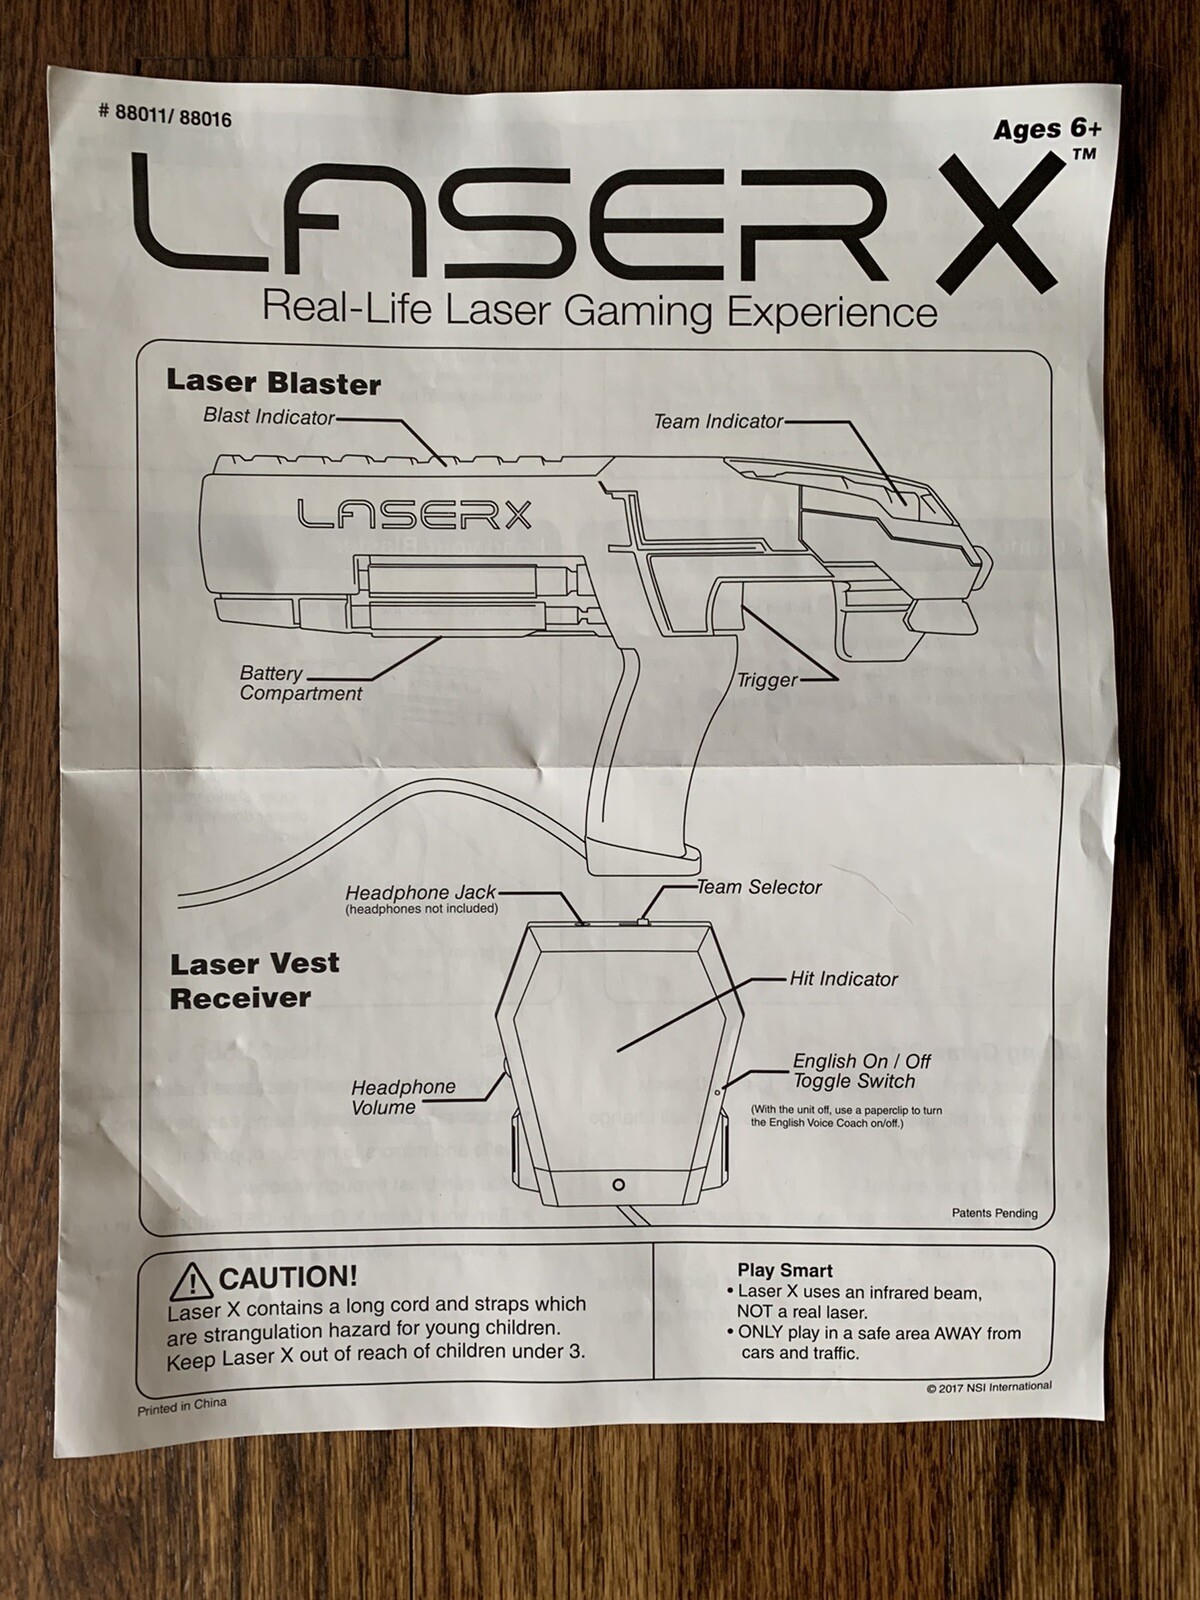 # 88011/ 88016
Ages 6+
LASER X™
Real-Life Laser Gaming Experience
Laser Blaster
Blast Indicator
Team Indicator
LASER X
Battery
Compartment
Trigger
Headphone Jack
(headphones not included)
Team Selector
Laser Vest
Receiver
Hit Indicator
English On / Off
Toggle Switch
(With the unit off, use a paperclip to turn
the English Voice Coach on/off.)
Headphone
Volume
Patents Pending
CAUTION!
Laser X contains a long cord and straps which
are strangulation hazard for young children.
Keep Laser X out of reach of children under 3.
Play Smart
• Laser X uses an infrared beam,
NOT a real laser.
• ONLY play in a safe area AWAY from
cars and traffic.
Printed in China
© 2017 NSI International